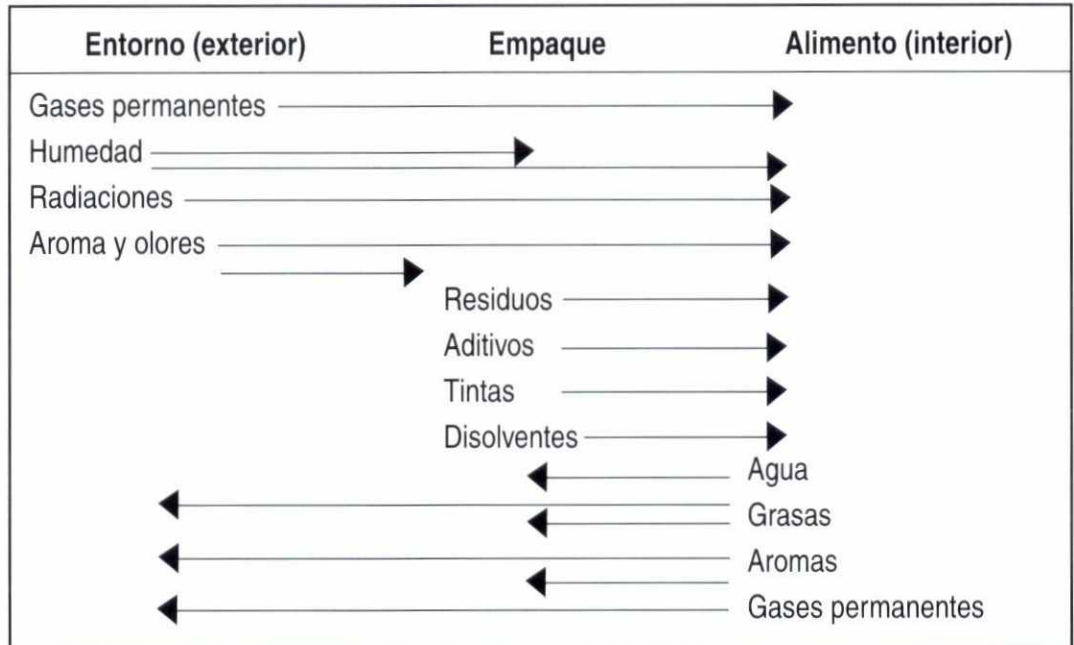 Entorno (exterior) Empaque Alimento (interior)
Gases permanentes
Humedad
Radiaciones
Aroma y olores
Residuos
Aditivos
Tintas
Disolventes
Agua
Grasas
Aromas
Gases permanentes